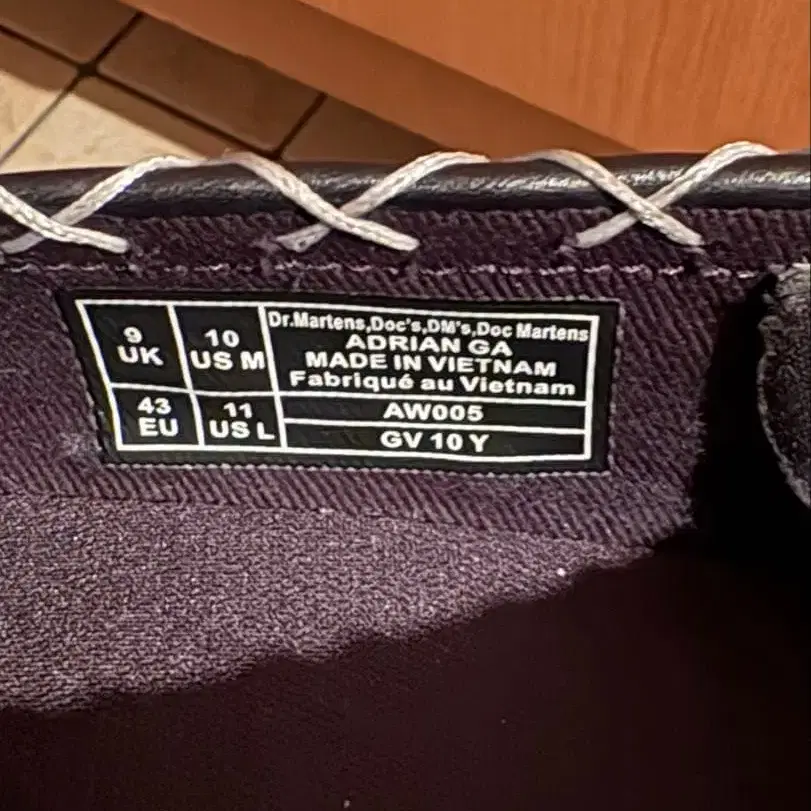 9
UK
10
US M
43
EU
11
US L
Dr.Martens,Doc's,DM's,Doc Martens
ADRIAN GA
MADE IN VIETNAM
Fabriqué au Vietnam
AW005
GV 10 Y